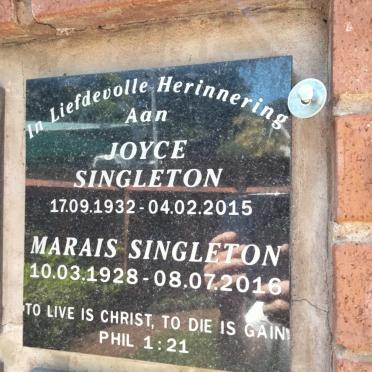 In Liefdevolle Herinnering
Aan
JOYCE
SINGLETON
17.09.1932 - 04.02.2015
MARAIS SINGLETON
10.03.1928 - 08.07.2016
TO LIVE IS CHRIST, TO DIE IS GAIN
PHIL 1:21